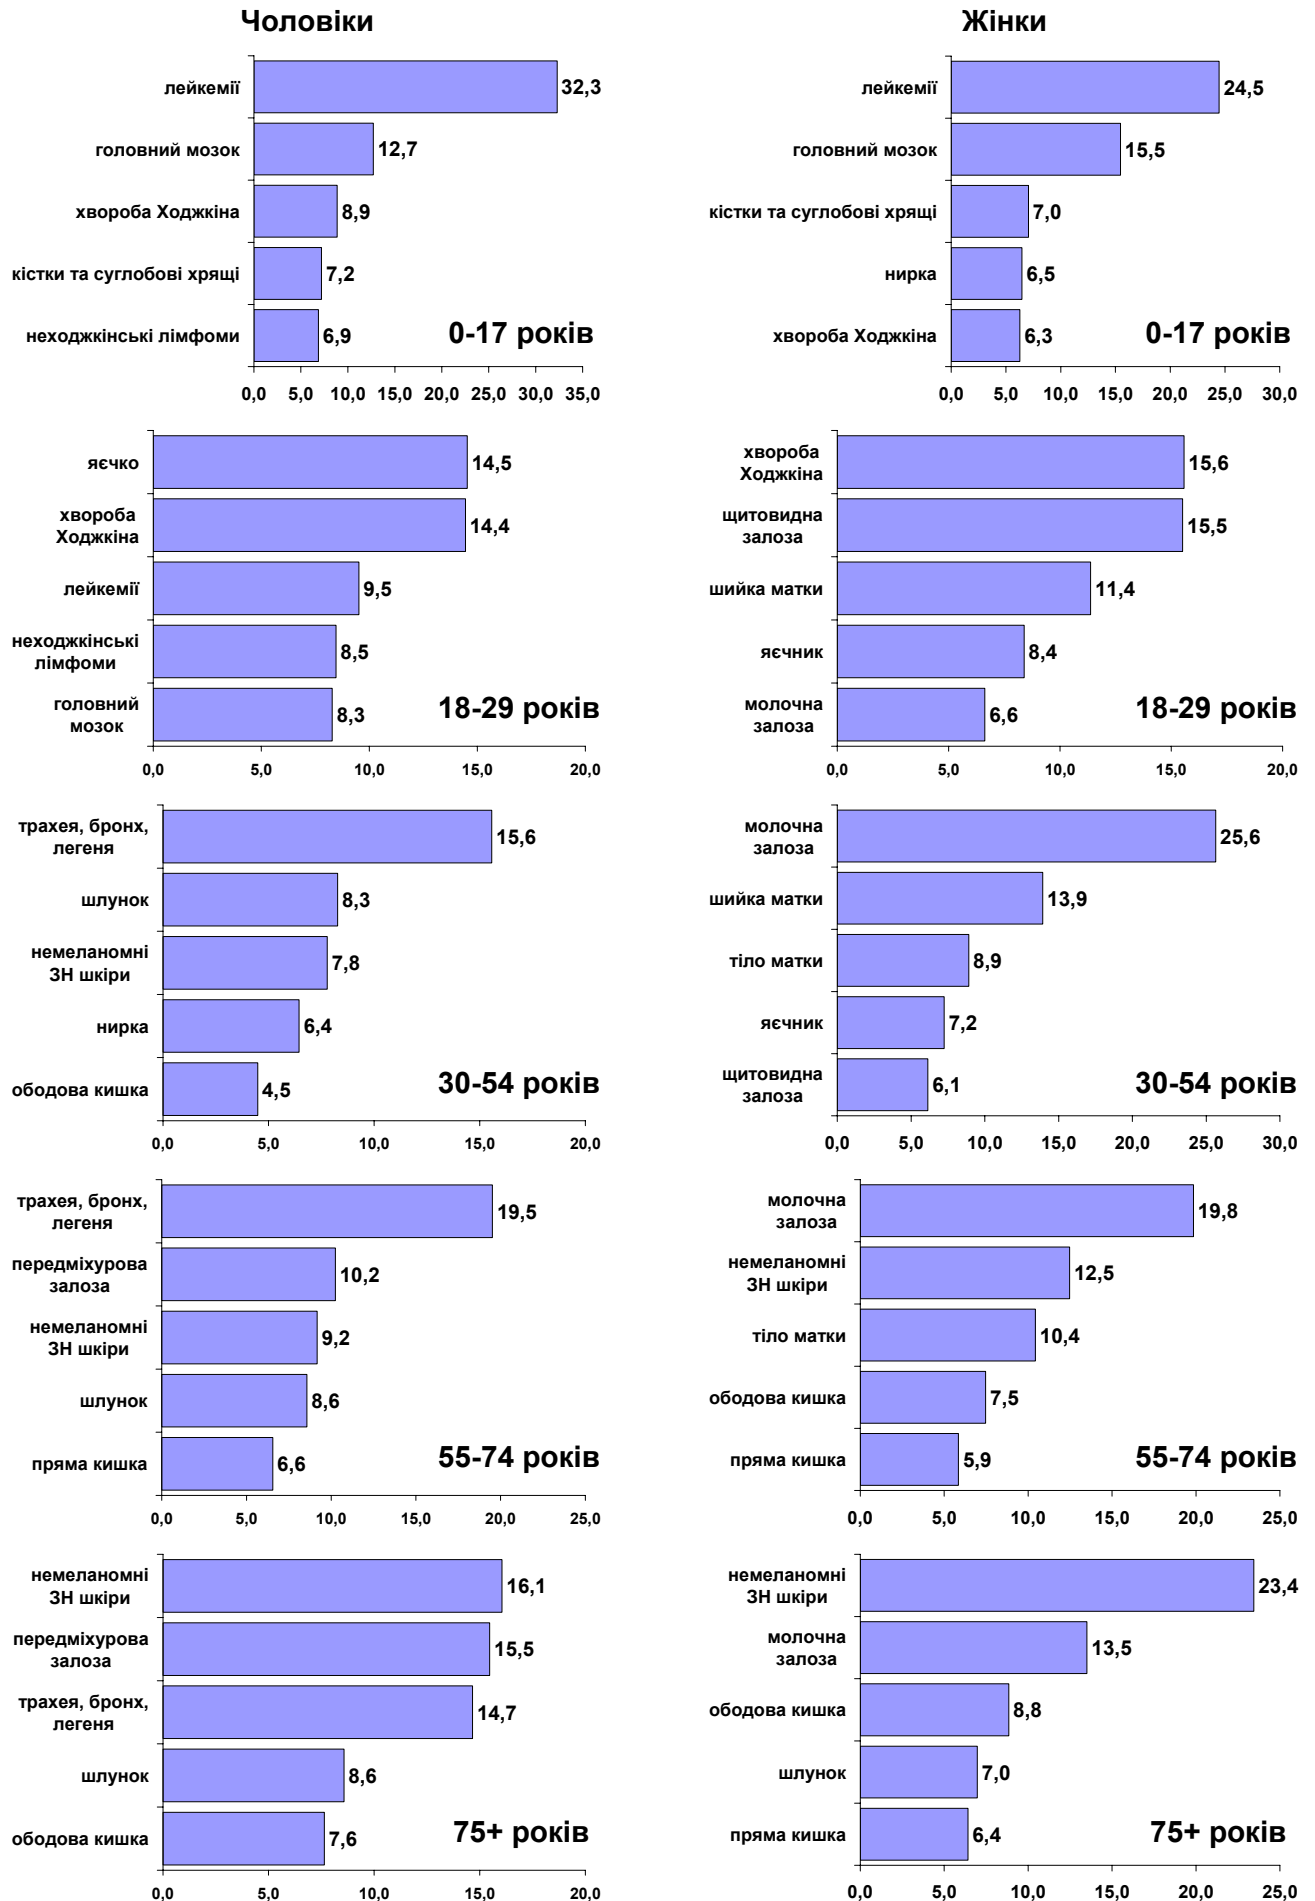 Чоловіки
лейкемії
32,3
головний мозок
12,7
хвороба Ходжкіна
8,9
кістки та суглобові хрящі
7,2
неходжкінські лімфоми
6,9
0-17 років
0,0 5,0 10,0 15,0 20,0 25,0 30,0 35,0
Жінки
лейкемії
24,5
головний мозок
15,5
кістки та суглобові хрящі
7,0
нирка
6,5
хвороба Ходжкіна
6,3
0-17 років
0,0 5,0 10,0 15,0 20,0 25,0 30,0
яєчко
14,5
хвороба
Ходжкіна
14,4
лейкемії
9,5
неходжкінські
лімфоми
8,5
головний
мозок
8,3
18-29 років
0,0 5,0 10,0 15,0 20,0
хвороба
Ходжкіна
15,6
щитовидна
залоза
15,5
шийка матки
11,4
яєчник
8,4
молочна
залоза
6,6
18-29 років
0,0 5,0 10,0 15,0 20,0
трахея, бронх,
легеня
15,6
шлунок
8,3
немеланомні
ЗН шкіри
7,8
нирка
6,4
ободова кишка
4,5
30-54 років
0,0 5,0 10,0 15,0 20,0
молочна
залоза
25,6
шийка матки
13,9
тіло матки
8,9
яєчник
7,2
щитовидна
залоза
6,1
30-54 років
0,0 5,0 10,0 15,0 20,0 25,0 30,0
трахея, бронх,
легеня
19,5
передміхурова
залоза
10,2
немеланомні
ЗН шкіри
9,2
шлунок
8,6
пряма кишка
6,6
55-74 років
0,0 5,0 10,0 15,0 20,0 25,0
молочна
залоза
19,8
немеланомні
ЗН шкіри
12,5
тіло матки
10,4
ободова кишка
7,5
пряма кишка
5,9
55-74 років
0,0 5,0 10,0 15,0 20,0 25,0
немеланомні
ЗН шкіри
16,1
передміхурова
залоза
15,5
трахея, бронх,
легеня
14,7
шлунок
8,6
ободова кишка
7,6
75+ років
0,0 5,0 10,0 15,0 20,0
немеланомні
ЗН шкіри
23,4
молочна
залоза
13,5
ободова кишка
8,8
шлунок
7,0
пряма кишка
6,4
75+ років
0,0 5,0 10,0 15,0 20,0 25,0